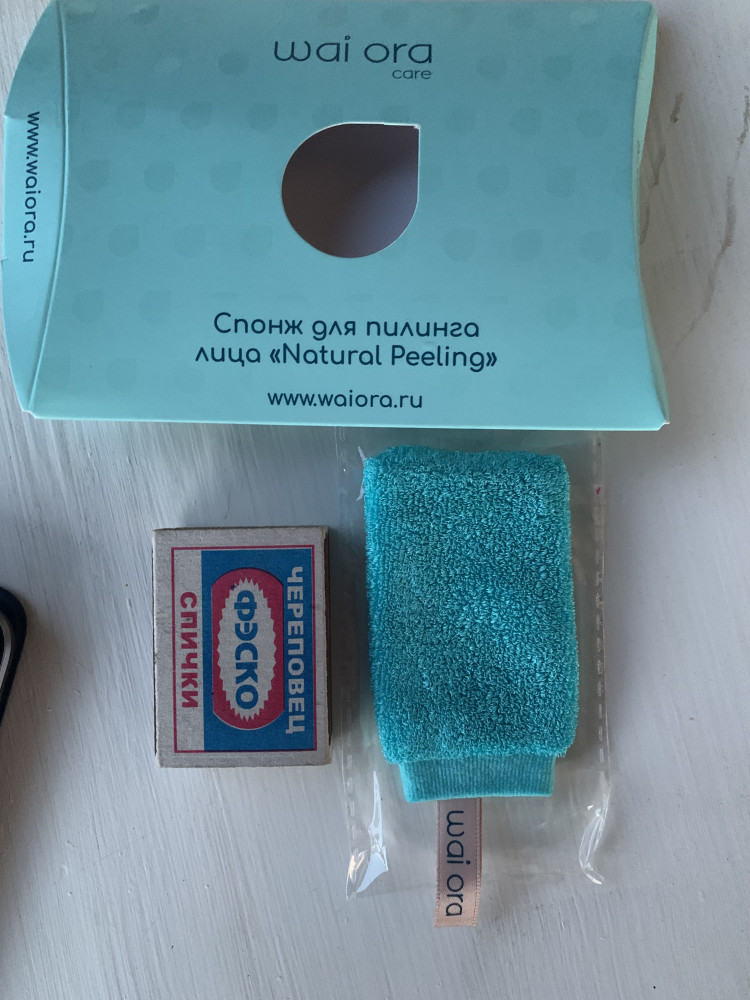 wai ora
care
www.waiora.ru
Спонж для пилинга
лица «Natural Peeling»
www.waiora.ru
ЧЕРЕПОВЕЦ
ФЭСКО
СПИЧКИ
wai ora